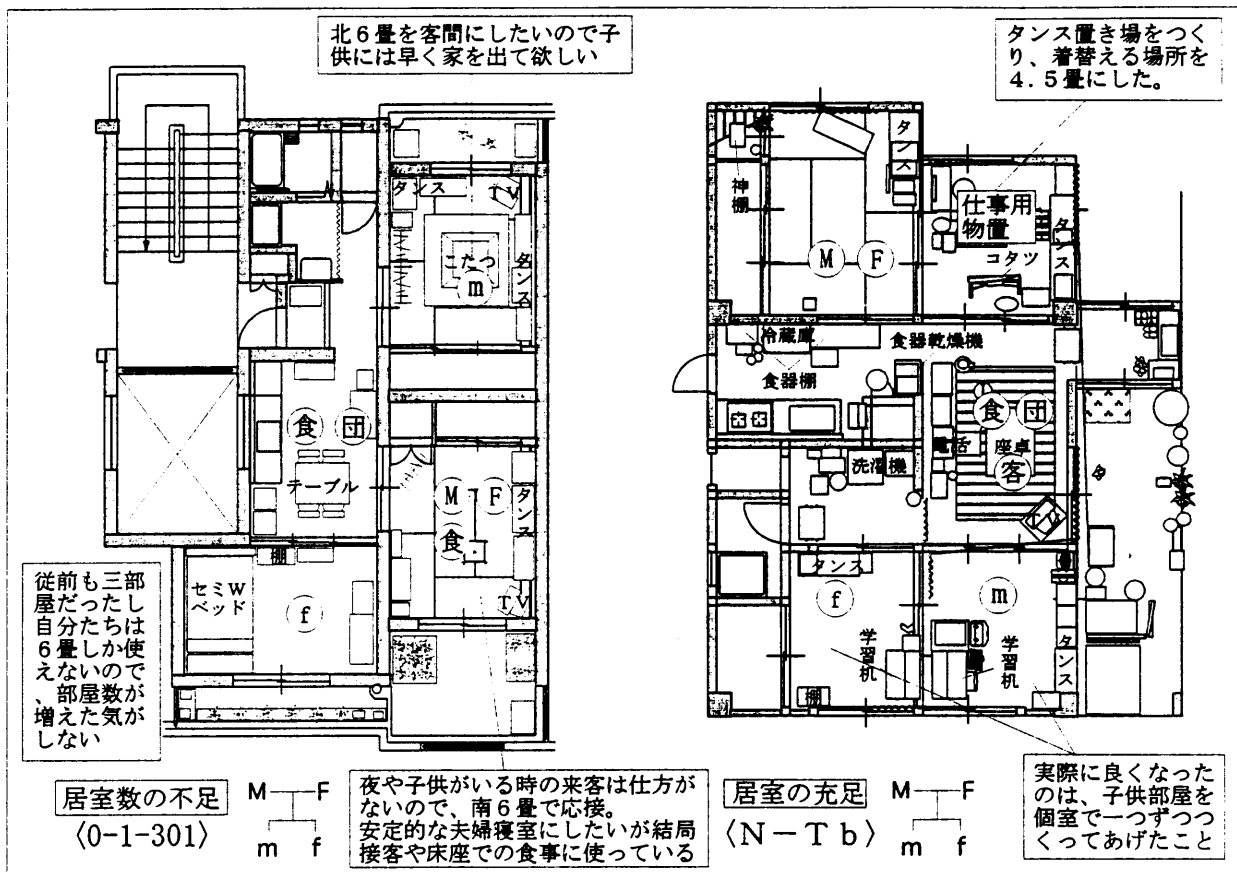 北６畳を客間にしたいので子
供には早く家を出て欲しい
タンス置き場をつく
り、着替える場所を
４.５畳にした。
タンス
TV
こたつ
m
タンス
食 団
テーブル
M F
食
タンス
TV
棚
セミW
ベッド
f
従前も三部
屋だったし
自分たちは
６畳しか使
えないので
、部屋数が
増えた気が
しない
夜や子供がいる時の来客は仕方が
ないので、南６畳で応接。
安定的な夫婦寝室にしたいが結局
接客や床座での食事に使っている
居室数の不足
〈0-1-301〉
M F
m f
神棚
タンス
M F
仕事用
物置
コタツ
タンス
冷蔵庫
食器棚
食器乾燥機
食 団
電話
座卓
客
TV
洗濯機
タンス
f
学習机
棚
m
学習机
タンス
居室の充足
〈N－Tb〉
M F
m f
実際に良くなった
のは、子供部屋を
個室で一つずつつ
くってあげたこと